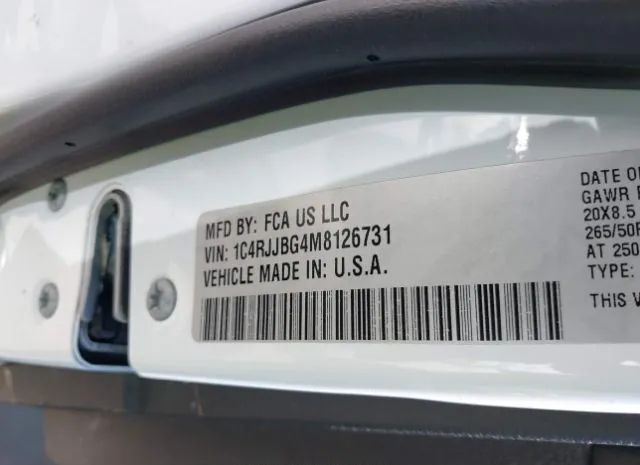 MFD BY: FCA US LLC
VIN: 1C4RJJBG4M8126731
VEHICLE MADE IN: U.S.A.
DATE OF
GAWR
20X8.5
265/50
AT 250
TYPE:
THIS V